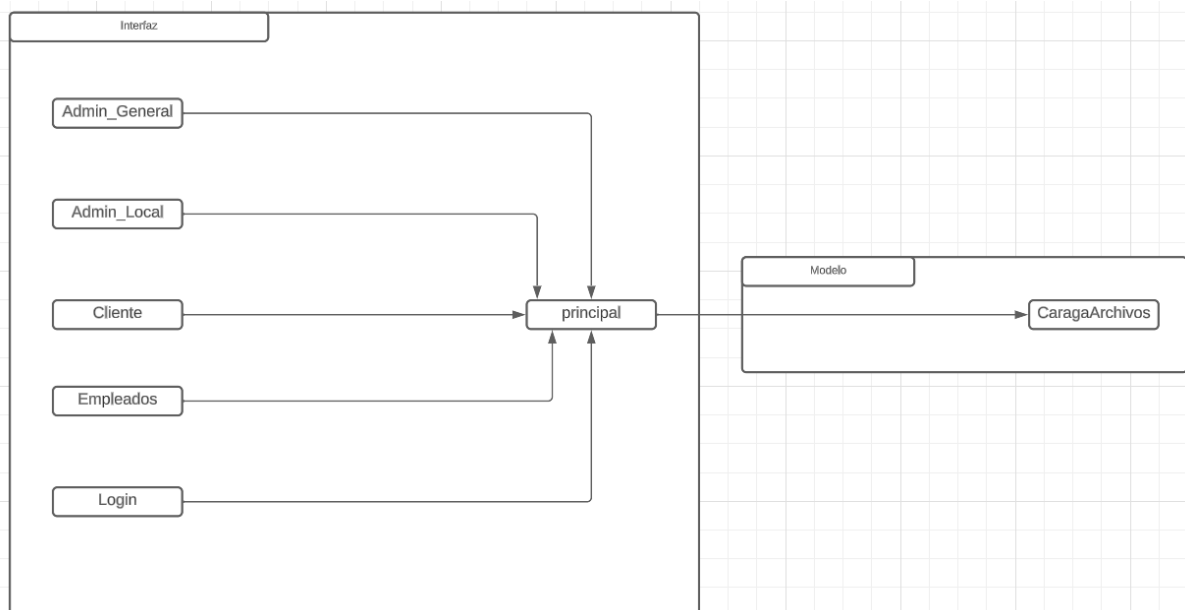 Interfaz
Admin_General
Admin_Local
Cliente
principal
Empleados
Login
Modelo
CaragaArchivos